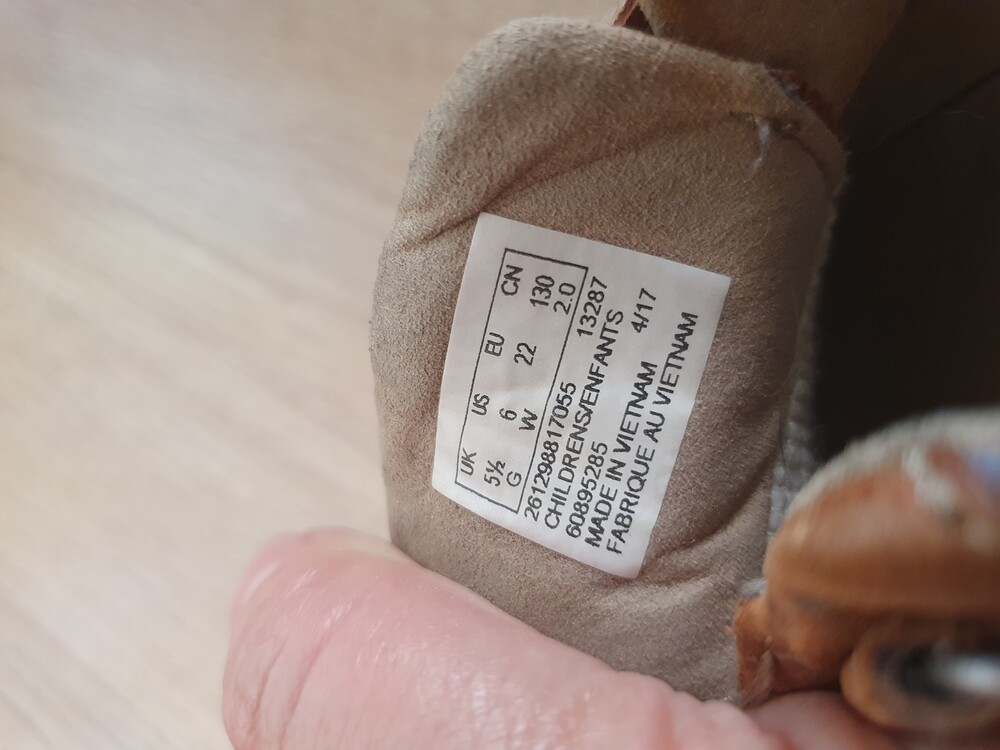 UK US EU CN
5½ 6 22 130
G W 2.0
261298817055 13287
CHILDRENS/ENFANTS
60895285
MADE IN VIETNAM 4/17
FABRIQUE AU VIETNAM